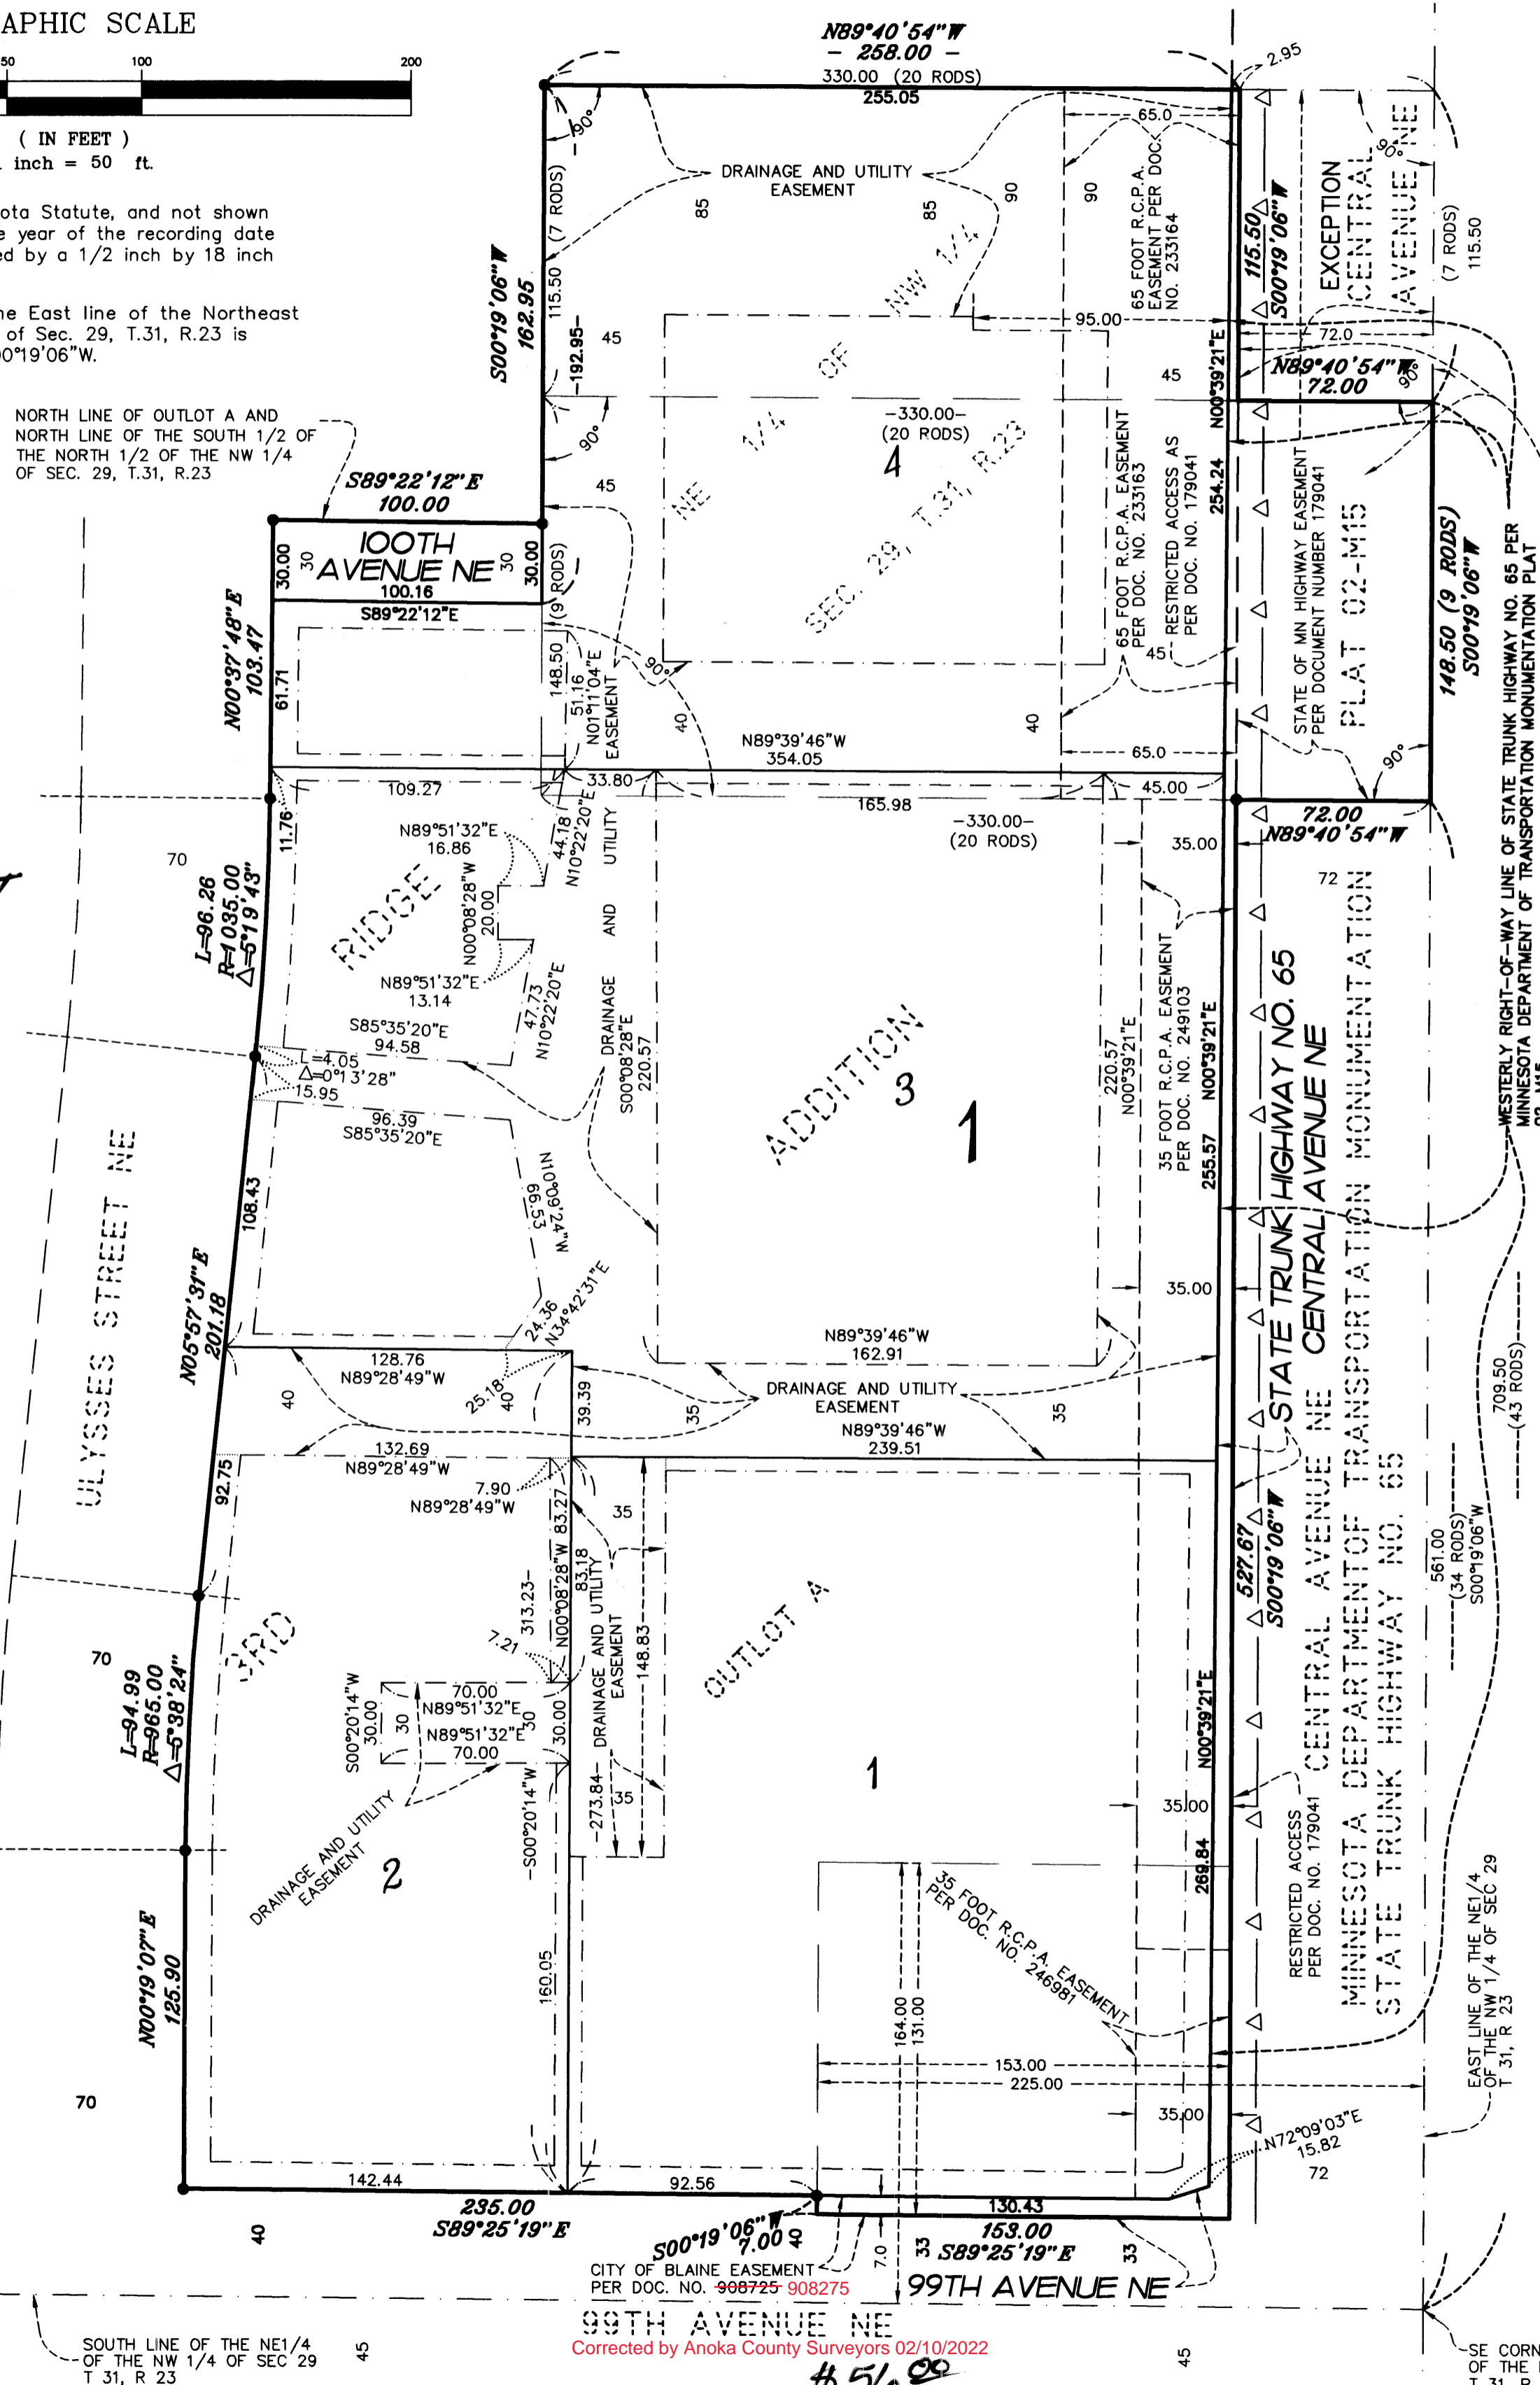 APHIC SCALE
50
100
200
( IN FEET )
inch = 50 ft.
ota Statute, and not shown
e year of the recording date
ed by a 1/2 inch by 18 inch
he East line of the Northeast
of Sec. 29, T.31, R.23 is
00°19'06"W.
NORTH LINE OF OUTLOT A AND
NORTH LINE OF THE SOUTH 1/2 OF
THE NORTH 1/2 OF THE NW 1/4
OF SEC. 29, T.31, R.23
N89°40'54"W
- 258.00 -
330.00 (20 RODS)
255.05
2.95
90°
65.0
DRAINAGE AND UTILITY
EASEMENT
85
85
90
90
(7 RODS)
115.50
S00°19'06"W
162.95
-192.95-
65 FOOT R.C.P.A.
EASEMENT PER DOC.
NO. 233164
115.50
S00°19'06"W
EXCEPTION
CENTRAL
AVENUE NE
90°
(7 RODS)
115.50
NE 1/4 OF NW 1/4
SEC. 29, T.31, R.23
45
95.00
45
72.0
N89°40'54"W
72.00
90°
N00°39'21"E
254.24
-330.00-
(20 RODS)
4
90°
45
S89°22'12"E
100.00
30.00
30
100TH
AVENUE NE
30
30.00
100.16
S89°22'12"E
(9 RODS)
148.50
N00°37'48"E
103.47
61.71
51.16
N01°11'04"E
EASEMENT
90°
40
40
65 FOOT R.C.P.A. EASEMENT
PER DOC. NO. 233163
RESTRICTED ACCESS AS
PER DOC. NO. 179041
45
STATE OF MN HIGHWAY EASEMENT
PER DOCUMENT NUMBER 179041
PLAT 02-M15
148.50 (9 RODS)
S00°19'06"W
90°
WESTERLY RIGHT-OF-WAY LINE OF STATE TRUNK HIGHWAY NO. 65 PER
MINNESOTA DEPARTMENT OF TRANSPORTATION MONUMENTATION PLAT
N89°39'46"W
354.05
65.0
109.27
33.80
165.98
45.00
-330.00-
(20 RODS)
35.00
72.00
N89°40'54"W
72
11.76
70
L=96.26
R=1035.00
△=5°19'43"
RIDGE
N89°51'32"E
16.86
44.18
N10°22'20"E
N00°08'28"W
20.00
N89°51'32"E
13.14
47.73
N10°22'20"E
S85°35'20"E
94.58
L=4.05
△=0°13'28"
15.95
96.39
S85°35'20"E
DRAINAGE AND UTILITY
S00°08'28"E
220.57
ADDITION
3
1
220.57
N00°39'21"E
35 FOOT R.C.P.A. EASEMENT
PER DOC. NO. 249103
255.57 N00°39'21"E
STATE TRUNK HIGHWAY NO. 65
CENTRAL AVENUE NE
ULYSSES STREET NE
108.43
N05°57'31"E
201.18
N10°09'24"W
66.53
24.36
N34°42'31"E
35.00
N89°39'46"W
162.91
128.76
N89°28'49"W
25.18
40
40
39.39
DRAINAGE AND UTILITY
EASEMENT
35
35
N89°39'46"W
239.51
709.50
(43 RODS)
132.69
N89°28'49"W
7.90
N89°28'49"W
92.75
35
N00°08'28"W 83.27
83.18
313.23-
DRAINAGE AND UTILITY
EASEMENT
148.83
527.67
S00°19'06"W
CENTRAL AVENUE NE
MINNESOTA DEPARTMENT OF TRANSPORTATION MONUMENTATION
STATE TRUNK HIGHWAY NO. 65
561.00
(34 RODS)
S00°19'06"W
3RD
OUTLOT A
7.21
70
L=94.99
R=965.00
△=5°38'24"
S00°20'14"W
30.00
30
70.00
N89°51'32"E
N89°51'32"E
70.00
30
30.00
DRAINAGE AND UTILITY
EASEMENT
-S00°20'14"W
-273.84-
35
2
1
N00°39'21"E
35.00
269.84
RESTRICTED ACCESS
PER DOC. NO. 179041
35 FOOT R.C.P.A. EASEMENT
PER DOC. NO. 246981
N00°19'07"E
125.90
160.05
164.00
131.00
153.00
225.00
35.00
EAST LINE OF THE NE1/4
OF THE NW 1/4 OF SEC 29
T 31, R 23
70
N72°09'03"E
15.82
72
142.44
92.56
130.43
235.00
S89°25'19"E
S00°19'06"W
7.00
153.00
S89°25'19"E
40
40
7.0
33
33
CITY OF BLAINE EASEMENT
PER DOC. NO. 908725 908275
99TH AVENUE NE
99TH AVENUE NE
Corrected by Anoka County Surveyors 02/10/2022
SOUTH LINE OF THE NE1/4
OF THE NW 1/4 OF SEC 29
T 31, R 23
45
45
SE CORN
OF THE